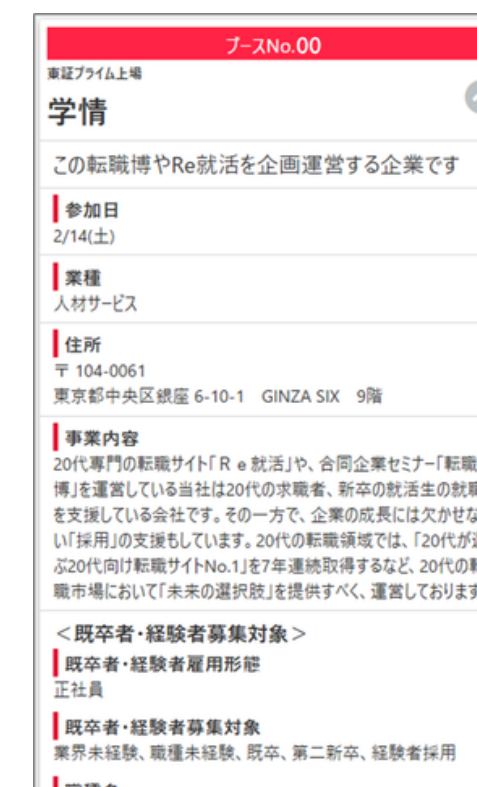 ブースNo.00
東証プライム上場
学情
この転職博やRe就活を企画運営する企業です
参加日
2/14(土)
業種
人材サービス
住所
〒 104-0061
東京都中央区銀座 6-10-1 GINZA SIX 9階
事業内容
20代専門の転職サイト「Ｒｅ就活」や、合同企業セミナー「転職
博」を運営している当社は20代の求職者、新卒の就活生の就職
を支援している会社です。その一方で、企業の成長には欠かせな
い「採用」の支援もしています。20代の転職領域では、「20代が選
ぶ20代向け転職サイトNo.1」を7年連続取得するなど、20代の転
職市場において「未来の選択肢」を提供すべく、運営しております
＜既卒者・経験者募集対象＞
既卒者・経験者雇用形態
正社員
既卒者・経験者募集対象
業界未経験、職種未経験、既卒、第二新卒、経験者採用